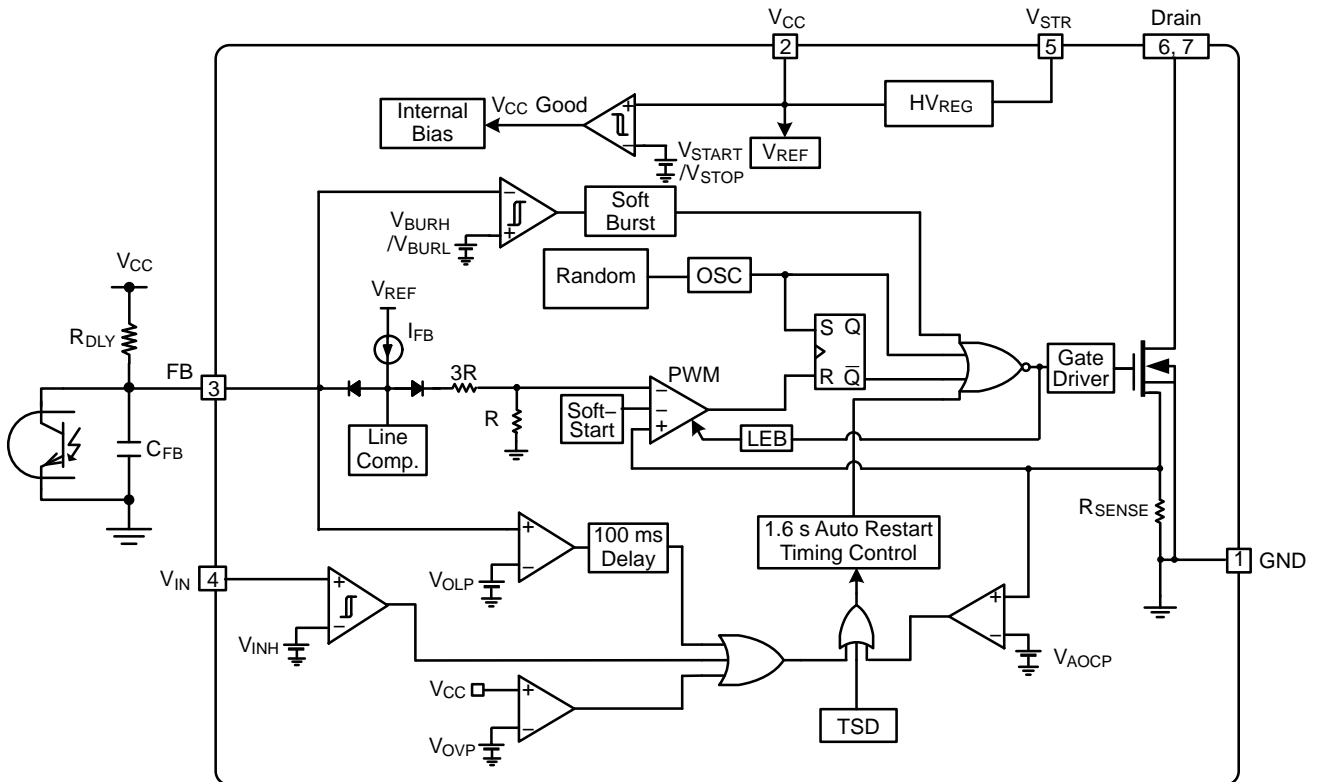 VCC
VSTR
Drain
2
5
6, 7
Internal
Bias
VCC Good
+
−
HVREG
VREF
VSTART
/VSTOP
−
+
Soft
Burst
VBURH
/VBURL
Random
OSC
VCC
RDLY
VREF
IFB
S Q
R Q̅
Gate
Driver
FB
3
3R
R
PWM
−
−
+
Soft−
Start
LEB
CFB
Line
Comp.
RSENSE
1.6 s Auto Restart
Timing Control
+
−
100 ms
Delay
VOLP
1
GND
VIN
4
+
−
VINH
+
−
VAOCP
VCC
+
−
VOVP
TSD